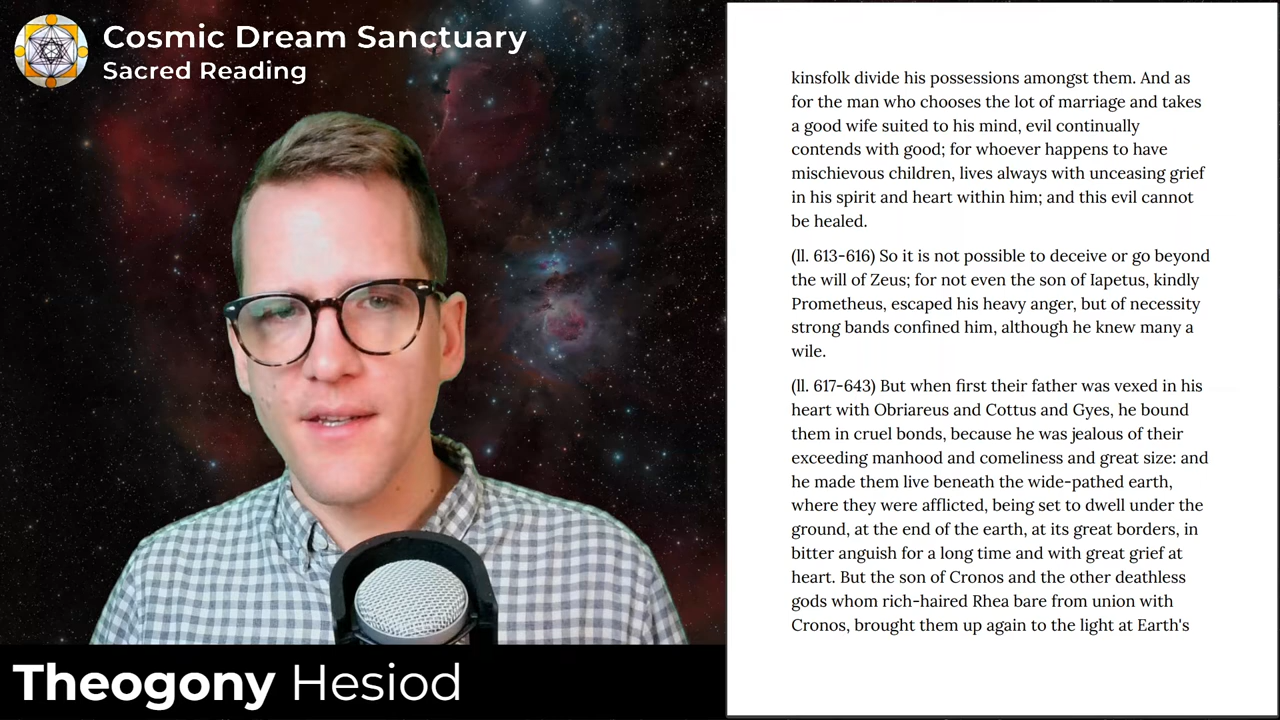 Cosmic Dream Sanctuary
Sacred Reading
kinsfolk divide his possessions amongst them. And as
for the man who chooses the lot of marriage and takes
a good wife suited to his mind, evil continually
contends with good; for whoever happens to have
mischievous children, lives always with unceasing grief
in his spirit and heart within him; and this evil cannot
be healed.
(ll. 613-616) So it is not possible to deceive or go beyond
the will of Zeus; for not even the son of Iapetus, kindly
Prometheus, escaped his heavy anger, but of necessity
strong bands confined him, although he knew many a
wile.
(ll. 617-643) But when first their father was vexed in his
heart with Obriareus and Cottus and Gyes, he bound
them in cruel bonds, because he was jealous of their
exceeding manhood and comeliness and great size: and
he made them live beneath the wide-pathed earth,
where they were afflicted, being set to dwell under the
ground, at the end of the earth, at its great borders, in
bitter anguish for a long time and with great grief at
heart. But the son of Cronos and the other deathless
gods whom rich-haired Rhea bare from union with
Cronos, brought them up again to the light at Earth's
Theogony Hesiod